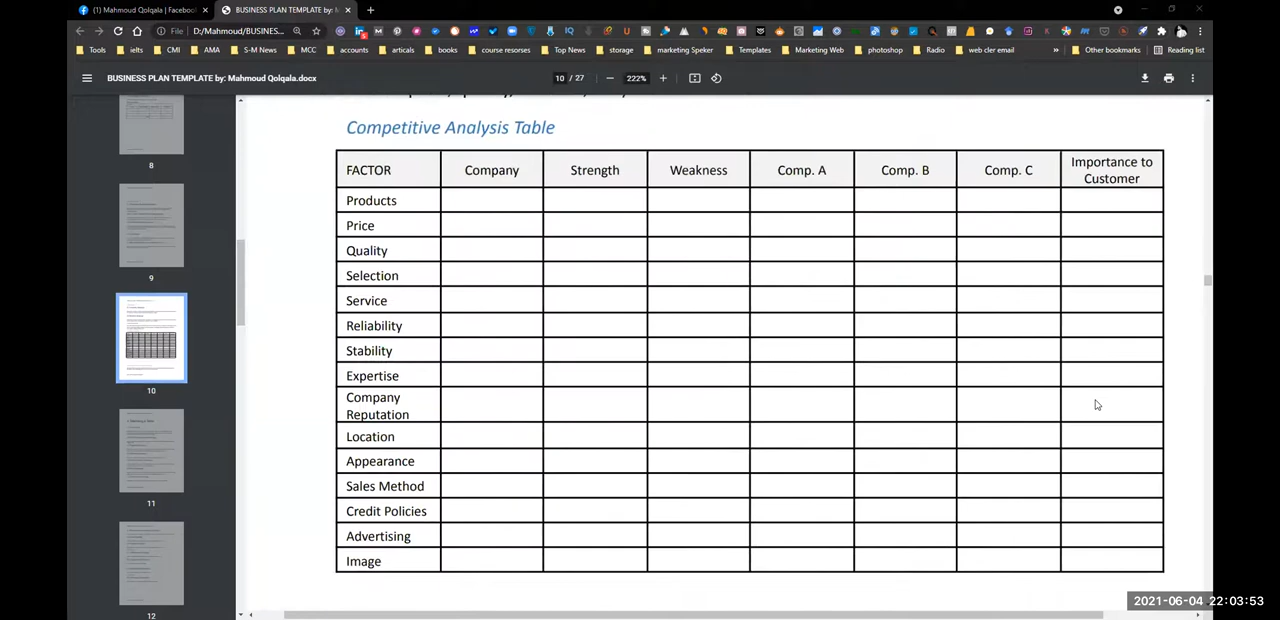 (1) Mahmoud Qolqala | Facebook
BUSINESS PLAN TEMPLATE by: M
File | D:/Mahmoud/BUSINES...
Tools ielts CMI AMA S-M News MCC accounts articals books course resorses Top News storage marketing Speker Templates Marketing Web photoshop Radio web cler email » Other bookmarks Reading list
BUSINESS PLAN TEMPLATE by: Mahmoud Qolqala.docx 10 / 27 222%
8
9
10
11
12
Competitive Analysis Table
FACTOR Company Strength Weakness Comp. A Comp. B Comp. C Importance to
Customer
Products
Price
Quality
Selection
Service
Reliability
Stability
Expertise
Company
Reputation
Location
Appearance
Sales Method
Credit Policies
Advertising
Image
2021-06-04 22:03:53